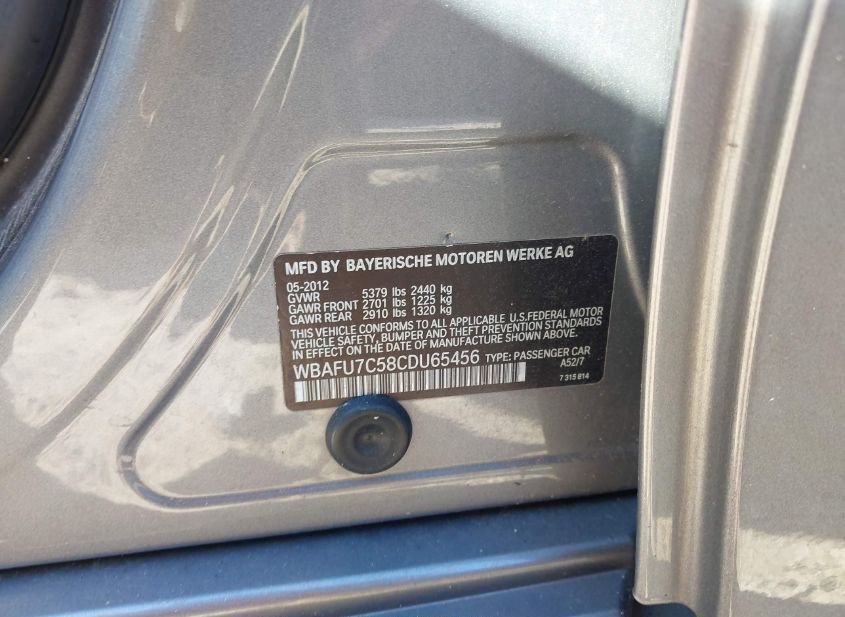 MFD BY BAYERISCHE MOTOREN WERKE AG
05-2012
GVWR 5379 lbs 2440 kg
GAWR FRONT 2701 lbs 1225 kg
GAWR REAR 2910 lbs 1320 kg
THIS VEHICLE CONFORMS TO ALL APPLICABLE U.S.FEDERAL MOTOR
VEHICLE SAFETY, BUMPER AND THEFT PREVENTION STANDARDS
IN EFFECT ON THE DATE OF MANUFACTURE SHOWN ABOVE.
WBAFU7C58CDU65456 TYPE: PASSENGER CAR
A52/7
7 315 814